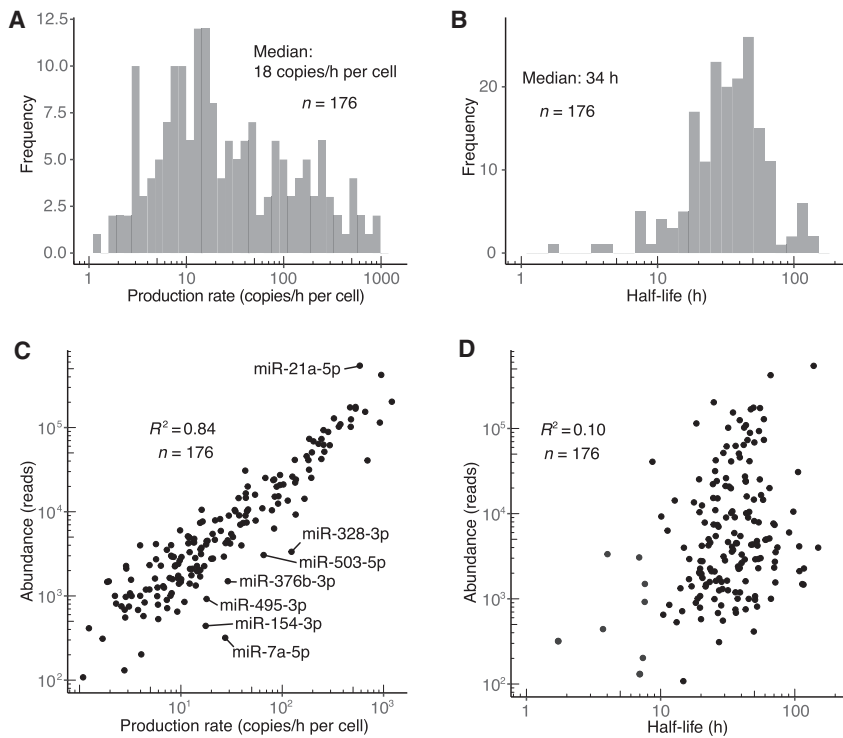 A
12.5
10.0
7.5
5.0
2.5
0.0
Frequency
Median:
18 copies/h per cell
n = 176
1
10
100
1000
Production rate (copies/h per cell)
B
20
10
0
Frequency
Median: 34 h
n = 176
1
10
100
Half-life (h)
C
10⁵
10⁴
10³
10²
Abundance (reads)
R² = 0.84
n = 176
miR-21a-5p
miR-328-3p
miR-503-5p
miR-376b-3p
miR-495-3p
miR-154-3p
miR-7a-5p
10¹
10²
10³
Production rate (copies/h per cell)
D
10⁵
10⁴
10³
10²
Abundance (reads)
R² = 0.10
n = 176
1
10
100
Half-life (h)